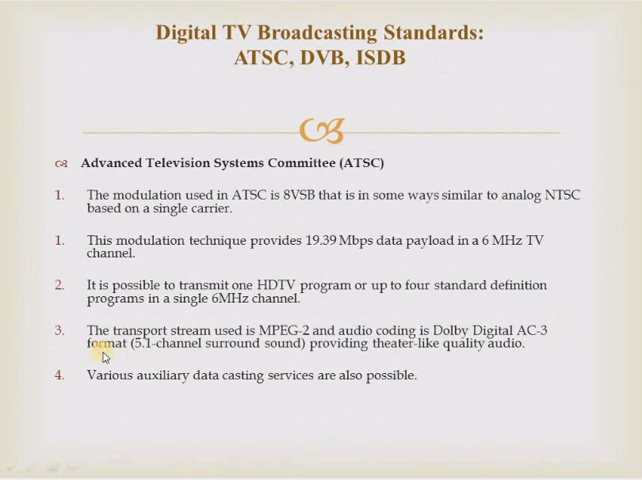 Digital TV Broadcasting Standards:
ATSC, DVB, ISDB
Advanced Television Systems Committee (ATSC)
1. The modulation used in ATSC is 8VSB that is in some ways similar to analog NTSC
based on a single carrier.
1. This modulation technique provides 19.39 Mbps data payload in a 6 MHz TV
channel.
2. It is possible to transmit one HDTV program or up to four standard definition
programs in a single 6MHz channel.
3. The transport stream used is MPEG-2 and audio coding is Dolby Digital AC-3
format (5.1-channel surround sound) providing theater-like quality audio.
4. Various auxiliary data casting services are also possible.